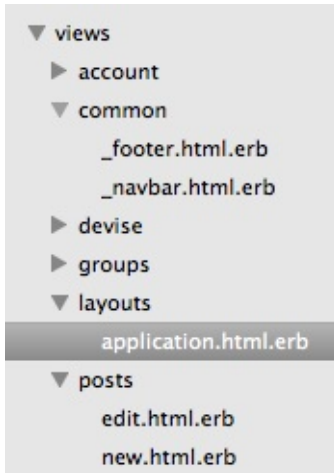 views
account
common
_footer.html.erb
_navbar.html.erb
devise
groups
layouts
application.html.erb
posts
edit.html.erb
new.html.erb